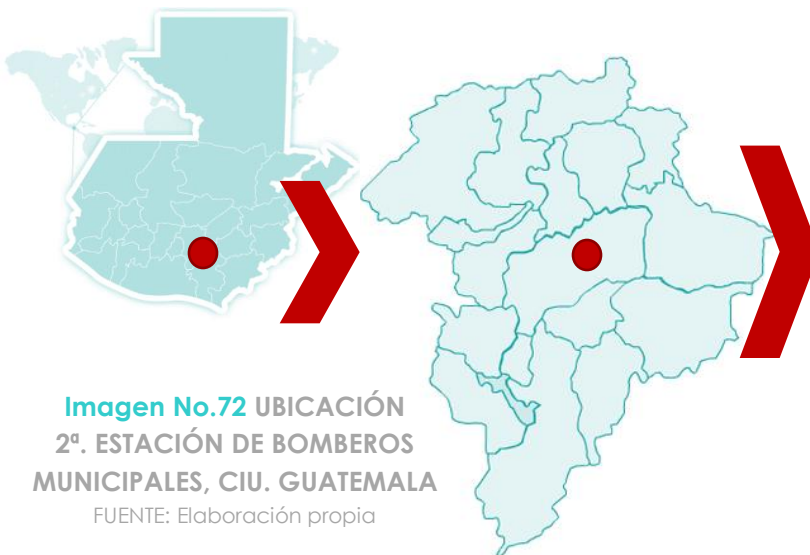 Imagen No.72 UBICACIÓN
2ª. ESTACIÓN DE BOMBEROS
MUNICIPALES, CIU. GUATEMALA
FUENTE: Elaboración propia